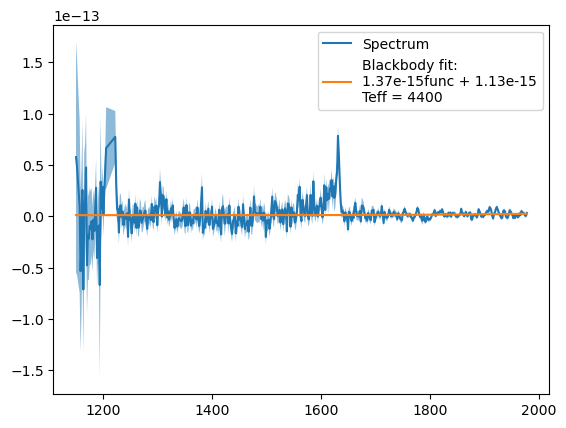 1e−13
1.5
1.0
0.5
0.0
−0.5
−1.0
−1.5
1200
1400
1600
1800
2000
Spectrum
Blackbody fit:
1.37e-15func + 1.13e-15
Teff = 4400